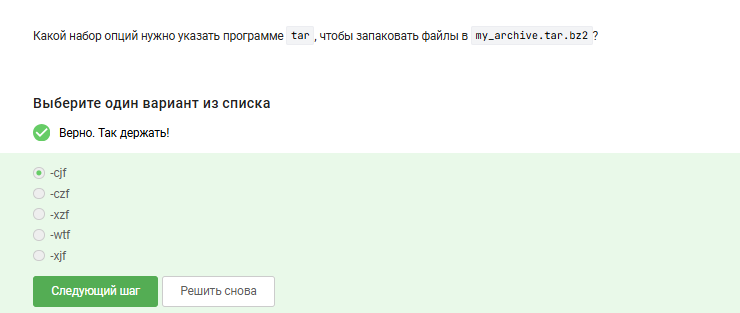 Какой набор опций нужно указать программе tar, чтобы запаковать файлы в my_archive.tar.bz2?
Выберите один вариант из списка
Верно. Так держать!
-cjf
-czf
-xzf
-wtf
-xjf
Следующий шаг Решить снова